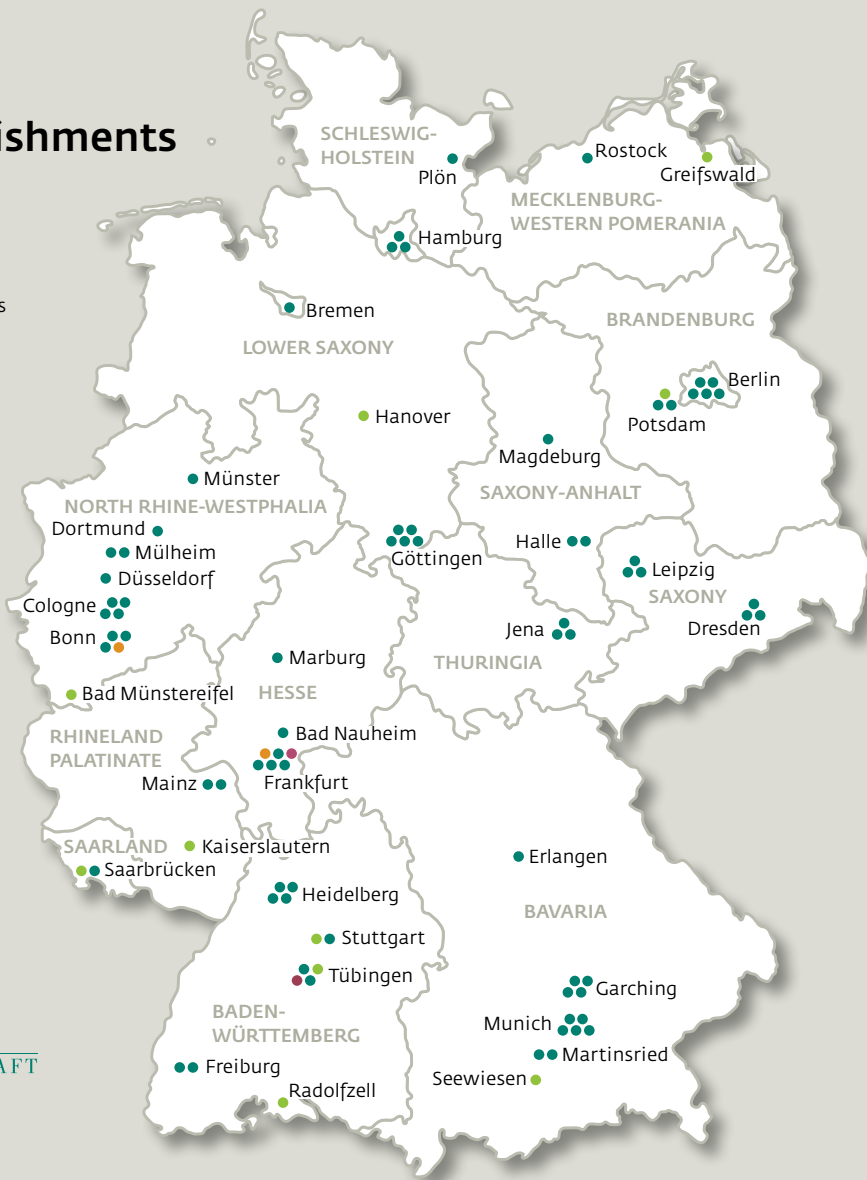 ishments
s
SCHLESWIG-
HOLSTEIN
Plön
Rostock
Greifswald
MECKLENBURG-
WESTERN POMERANIA
Hamburg
Bremen
LOWER SAXONY
BRANDENBURG
Berlin
Potsdam
Hanover
Magdeburg
SAXONY-ANHALT
Münster
NORTH RHINE-WESTPHALIA
Dortmund
Mülheim
Düsseldorf
Cologne
Bonn
Bad Münstereifel
Göttingen
Halle
Leipzig
SAXONY
Dresden
Jena
THURINGIA
Marburg
HESSE
Bad Nauheim
Frankfurt
RHINELAND
PALATINATE
Mainz
SAARLAND
Kaiserslautern
Saarbrücken
Erlangen
BAVARIA
Heidelberg
Stuttgart
Tübingen
BADEN-
WÜRTTEMBERG
Freiburg
Radolfzell
Garching
Munich
Martinsried
Seewiesen
AFT